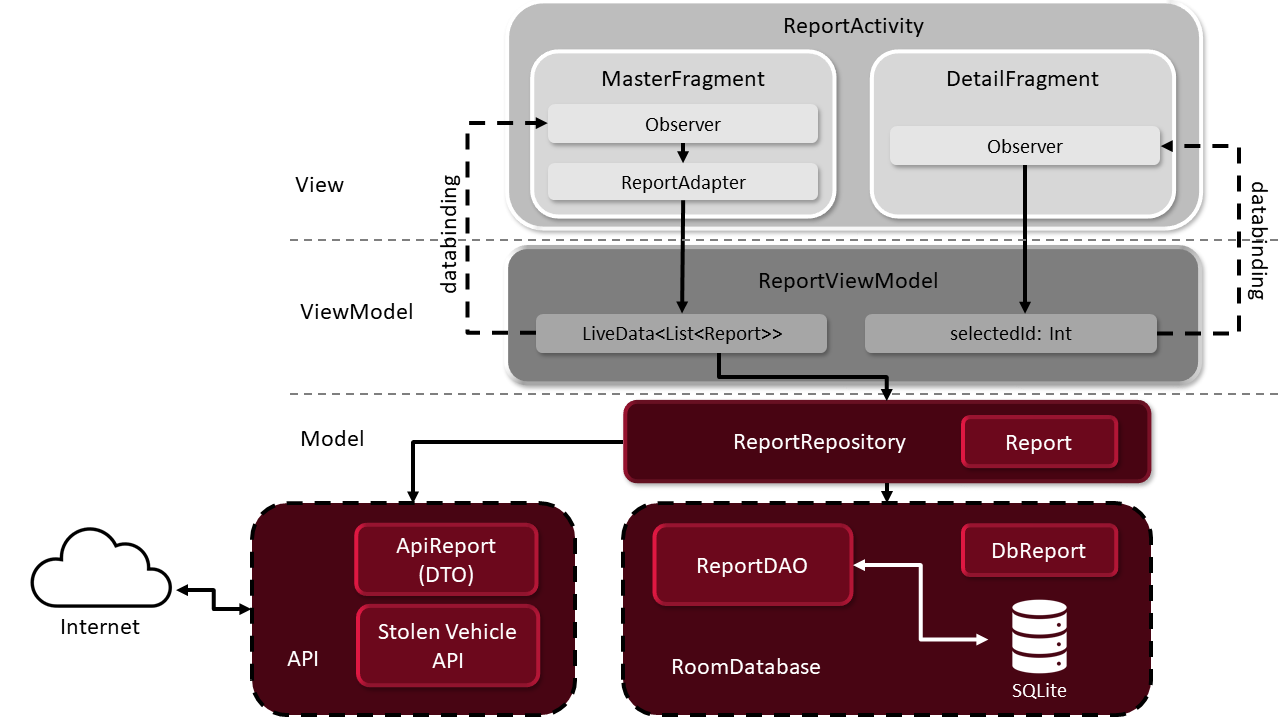 ReportActivity
MasterFragment
DetailFragment
Observer
Observer
ReportAdapter
View
databinding
databinding
ReportViewModel
ViewModel
LiveData<List<Report>>
selectedId: Int
Model
ReportRepository
Report
ApiReport
(DTO)
ReportDAO
DbReport
Internet
Stolen Vehicle
API
API
RoomDatabase
SQLite